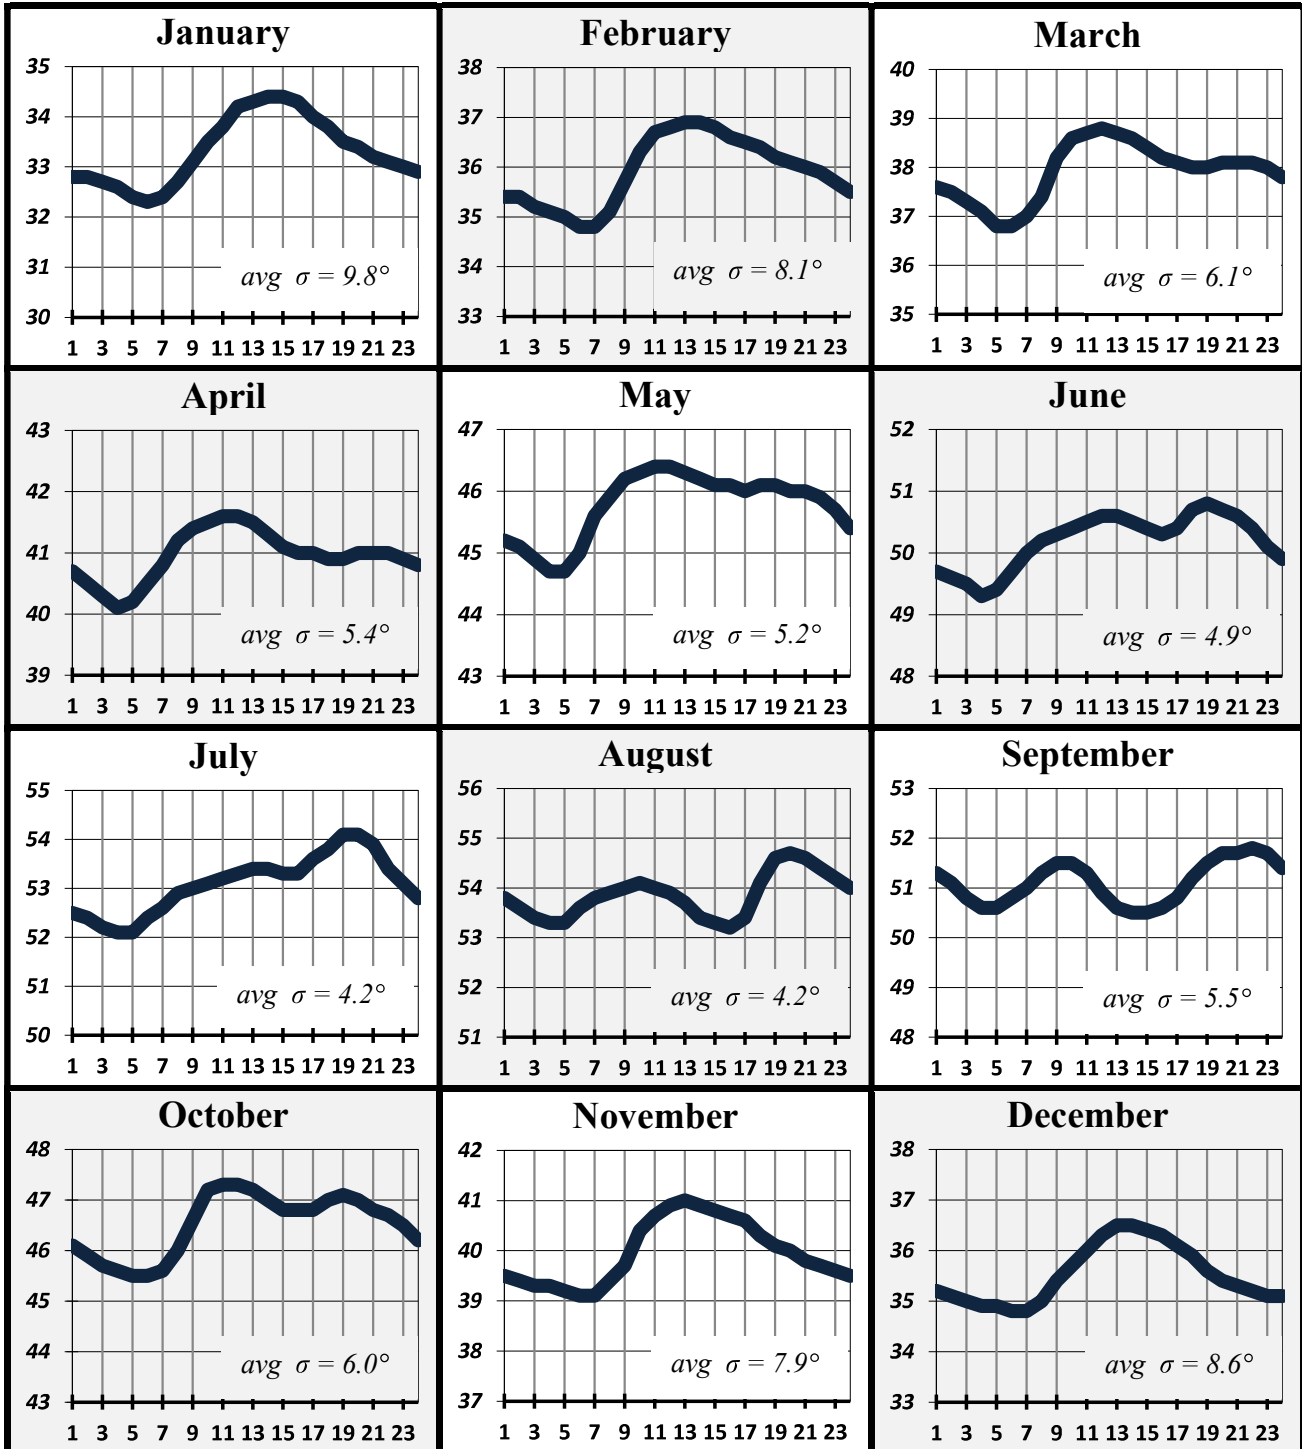 January
35
34
33
32
31
30
avg σ = 9.8°
1 3 5 7 9 11 13 15 17 19 21 23
February
38
37
36
35
34
33
avg σ = 8.1°
1 3 5 7 9 11 13 15 17 19 21 23
March
40
39
38
37
36
35
avg σ = 6.1°
1 3 5 7 9 11 13 15 17 19 21 23
April
43
42
41
40
39
avg σ = 5.4°
1 3 5 7 9 11 13 15 17 19 21 23
May
47
46
45
44
43
avg σ = 5.2°
1 3 5 7 9 11 13 15 17 19 21 23
June
52
51
50
49
48
avg σ = 4.9°
1 3 5 7 9 11 13 15 17 19 21 23
July
55
54
53
52
51
50
avg σ = 4.2°
1 3 5 7 9 11 13 15 17 19 21 23
August
56
55
54
53
52
51
avg σ = 4.2°
1 3 5 7 9 11 13 15 17 19 21 23
September
53
52
51
50
49
48
avg σ = 5.5°
1 3 5 7 9 11 13 15 17 19 21 23
October
48
47
46
45
44
43
avg σ = 6.0°
1 3 5 7 9 11 13 15 17 19 21 23
November
42
41
40
39
38
37
avg σ = 7.9°
1 3 5 7 9 11 13 15 17 19 21 23
December
38
37
36
35
34
33
avg σ = 8.6°
1 3 5 7 9 11 13 15 17 19 21 23